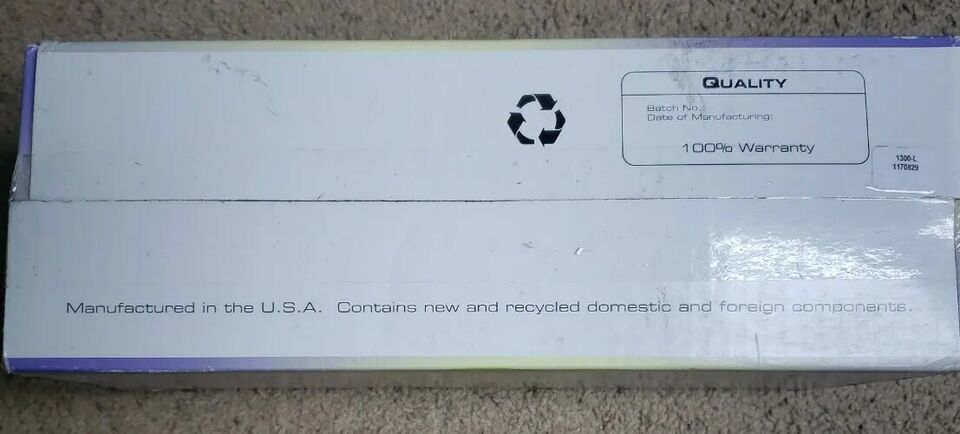 QUALITY
Batch No.:
Date of Manufacturing:
100% Warranty
1300-L
1170829
Manufactured in the U.S.A. Contains new and recycled domestic and foreign components.